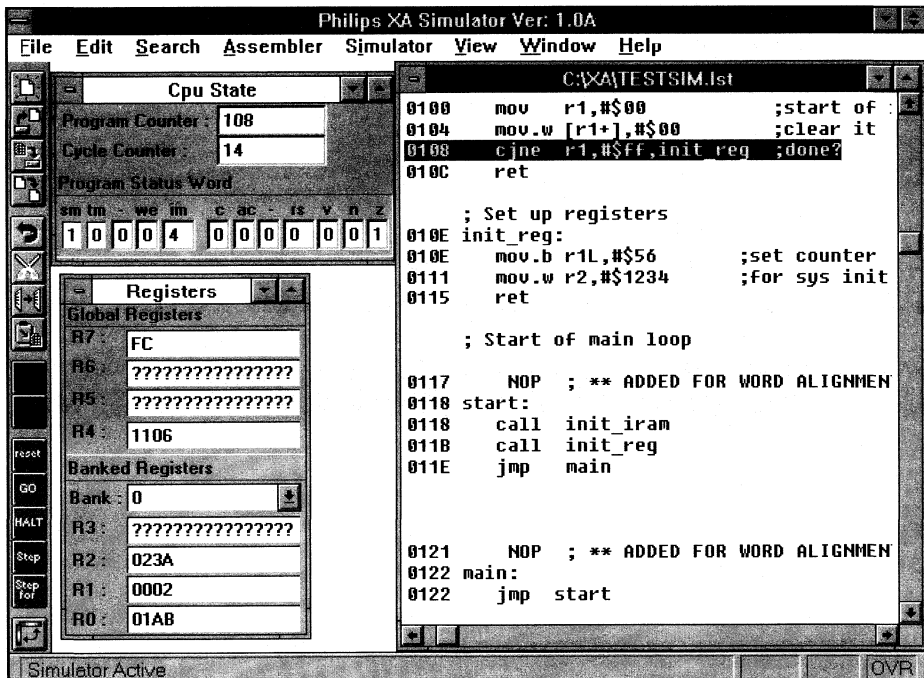 Philips XA Simulator Ver: 1.0A
File Edit Search Assembler Simulator View Window Help
Cpu State
Program Counter : 108
Cycle Counter : 14
Program Status Word
sm tm - we im c ac - rs v n z
1 0 0 0 4 0 0 0 0 0 0 1
Registers
Global Registers
R7 : FC
R6 : ????????????????
R5 : ????????????????
R4 : 1106
Banked Registers
Bank : 0
R3 : ????????????????
R2 : 023A
R1 : 0002
R0 : 01AB
reset
GO
HALT
Step
Step for
C:\XA\TESTSIM.lst
0100 mov r1,#$00 ;start of
0104 mov.w [r1+],#$00 ;clear it
0108 cjne r1,#$ff,init_reg ;done?
010C ret
; Set up registers
010E init_reg:
010E mov.b r1L,#$56 ;set counter
0111 mov.w r2,#$1234 ;for sys init
0115 ret
; Start of main loop
0117 NOP ; ** ADDED FOR WORD ALIGNMEN
0118 start:
0118 call init_iram
011B call init_reg
011E jmp main
0121 NOP ; ** ADDED FOR WORD ALIGNMEN
0122 main:
0122 jmp start
Simulator Active OVR